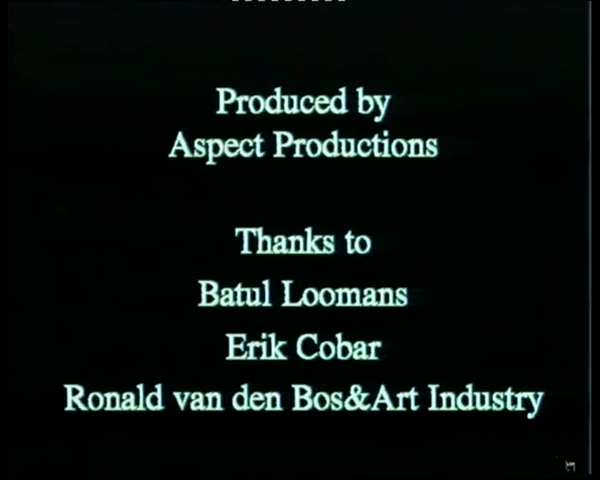 Produced by
Aspect Productions
Thanks to
Batul Loomans
Erik Cobar
Ronald van den Bos&Art Industry